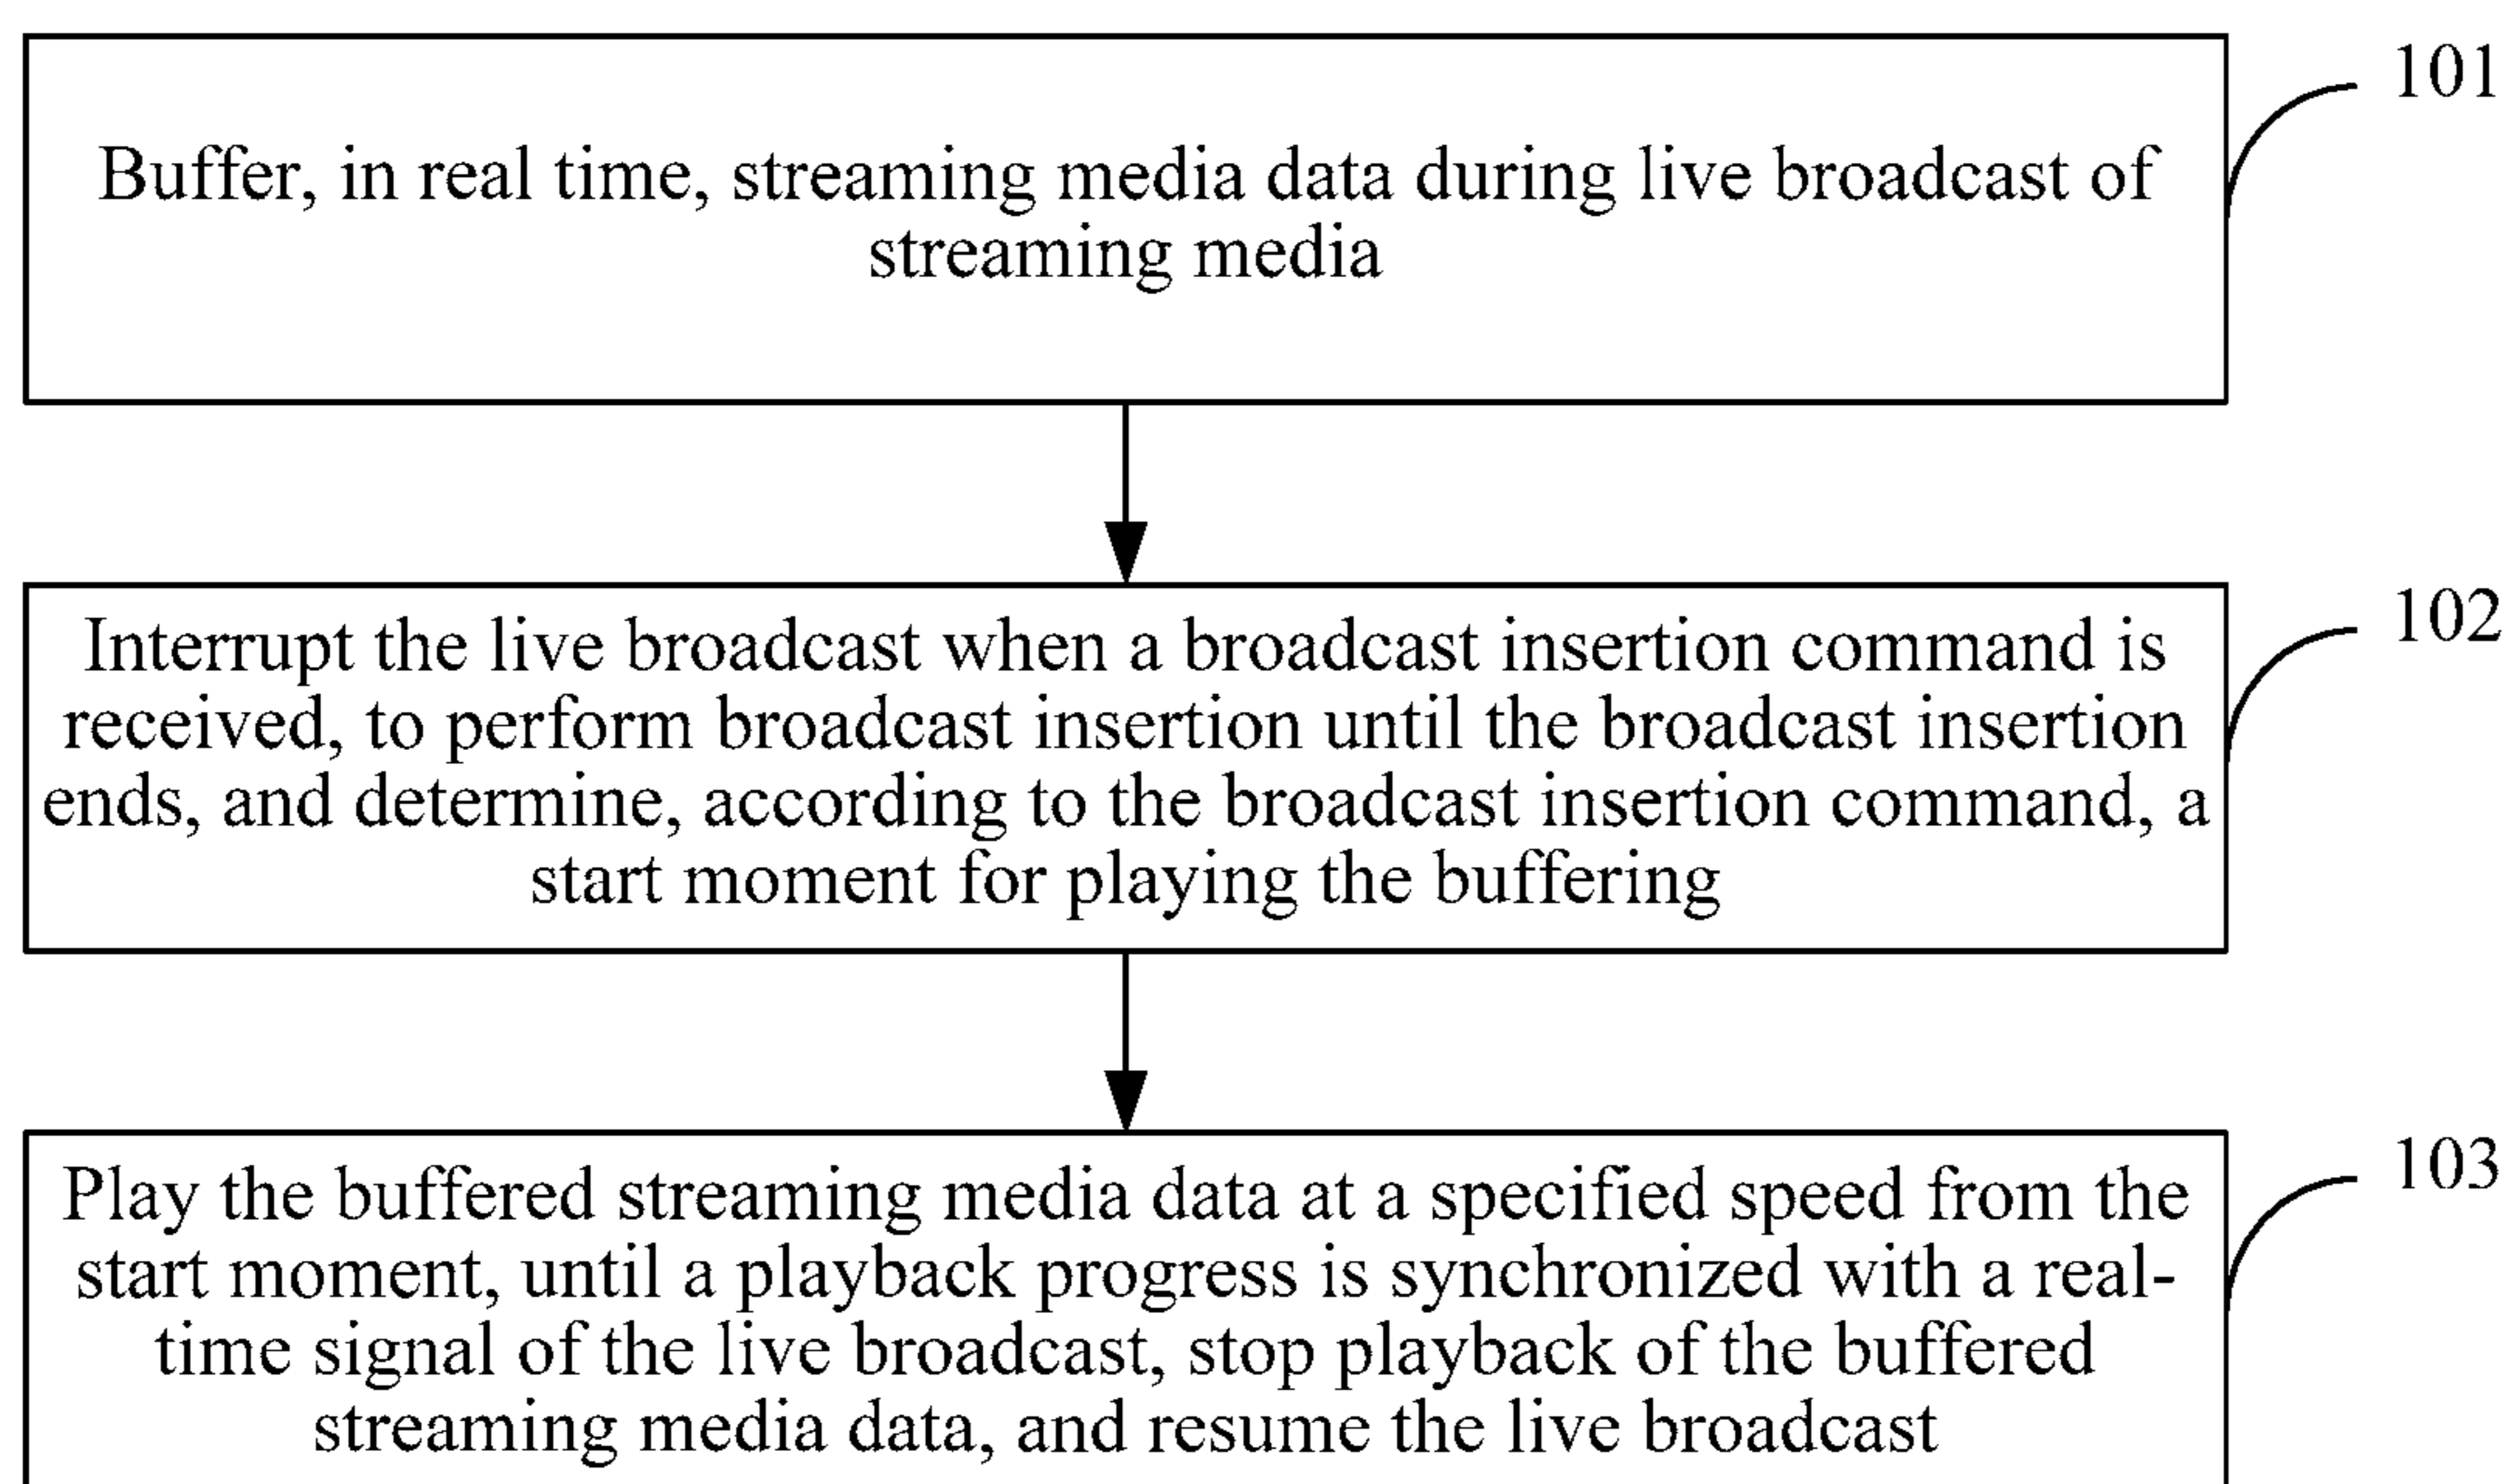 101
Buffer, in real time, streaming media data during live broadcast of
streaming media
102
Interrupt the live broadcast when a broadcast insertion command is
received, to perform broadcast insertion until the broadcast insertion
ends, and determine, according to the broadcast insertion command, a
start moment for playing the buffering
103
Play the buffered streaming media data at a specified speed from the
start moment, until a playback progress is synchronized with a real-
time signal of the live broadcast, stop playback of the buffered
streaming media data, and resume the live broadcast